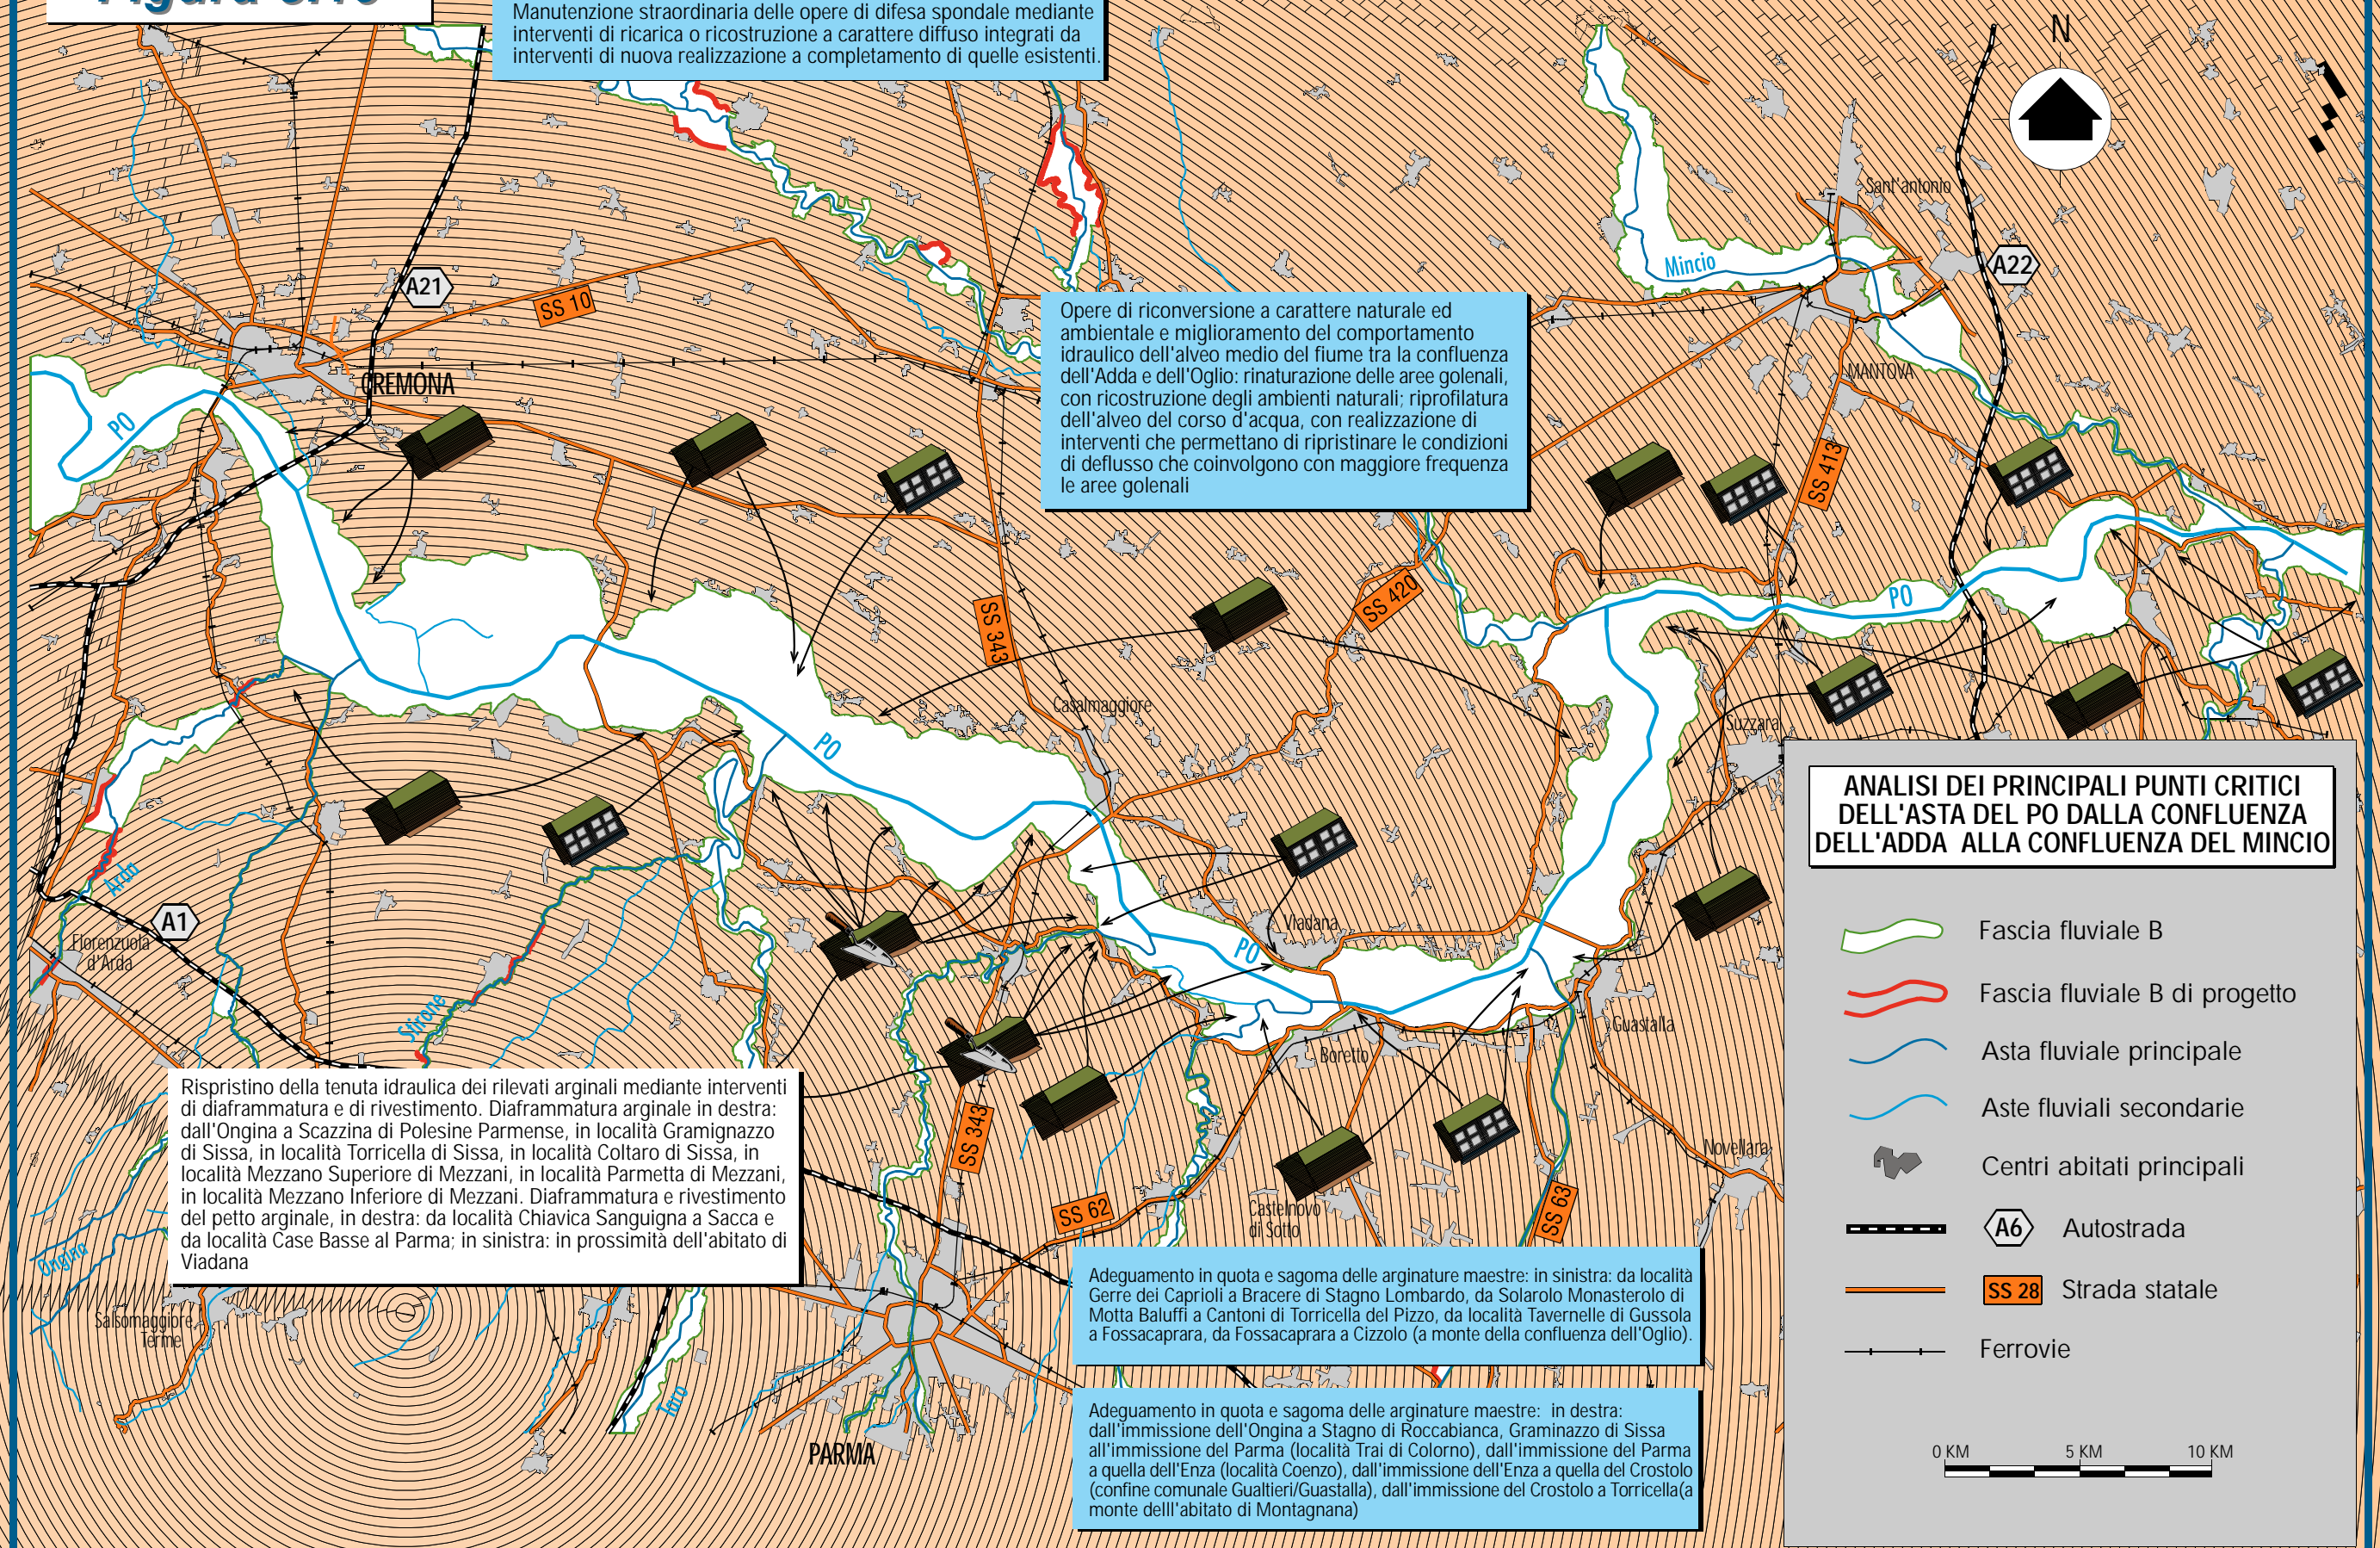 Manutenzione straordinaria delle opere di difesa spondale mediante
interventi di ricarica o ricostruzione a carattere diffuso integrati da
interventi di nuova realizzazione a completamento di quelle esistenti.
N
Sant'antonio
A21
SS 10
A22
Mincio
Opere di riconversione a carattere naturale ed
ambientale e miglioramento del comportamento
idraulico dell'alveo medio del fiume tra la confluenza
dell'Adda e dell'Oglio: rinaturazione delle aree golenali,
con ricostruzione degli ambienti naturali; riprofilatura
dell'alveo del corso d'acqua, con realizzazione di
interventi che permettano di ripristinare le condizioni
di deflusso che coinvolgono con maggiore frequenza
le aree golenali
MANTOVA
CREMONA
PO
SS 413
SS 420
SS 343
PO
Casalmaggiore
Suzzara
PO
ANALISI DEI PRINCIPALI PUNTI CRITICI
DELL'ASTA DEL PO DALLA CONFLUENZA
DELL'ADDA ALLA CONFLUENZA DEL MINCIO
Fascia fluviale B
Fascia fluviale B di progetto
Asta fluviale principale
Aste fluviali secondarie
Centri abitati principali
A6 Autostrada
SS 28 Strada statale
Ferrovie
0 KM 5 KM 10 KM
Arda
A1
Fiorenzuola
d'Arda
Stirone
Viadana
PO
Guastalla
Boretto
Novellara
SS 343
SS 62
SS 63
Castelnovo
di Sotto
Rispristino della tenuta idraulica dei rilevati arginali mediante interventi
di diaframmatura e di rivestimento. Diaframmatura arginale in destra:
dall'Ongina a Scazzina di Polesine Parmense, in località Gramignazzo
di Sissa, in località Torricella di Sissa, in località Coltaro di Sissa, in
località Mezzano Superiore di Mezzani, in località Parmetta di Mezzani,
in località Mezzano Inferiore di Mezzani. Diaframmatura e rivestimento
del petto arginale, in destra: da località Chiavica Sanguigna a Sacca e
da località Case Basse al Parma; in sinistra: in prossimità dell'abitato di
Viadana
Ongina
Salsomaggiore
Terme
Taro
PARMA
Adeguamento in quota e sagoma delle arginature maestre: in sinistra: da località
Gerre dei Caprioli a Bracere di Stagno Lombardo, da Solarolo Monasterolo di
Motta Baluffi a Cantoni di Torricella del Pizzo, da località Tavernelle di Gussola
a Fossacaprara, da Fossacaprara a Cizzolo (a monte della confluenza dell'Oglio).
Adeguamento in quota e sagoma delle arginature maestre: in destra:
dall'immissione dell'Ongina a Stagno di Roccabianca, Graminazzo di Sissa
all'immissione del Parma (località Trai di Colorno), dall'immissione del Parma
a quella dell'Enza (località Coenzo), dall'immissione dell'Enza a quella del Crostolo
(confine comunale Gualtieri/Guastalla), dall'immissione del Crostolo a Torricella(a
monte delll'abitato di Montagnana)